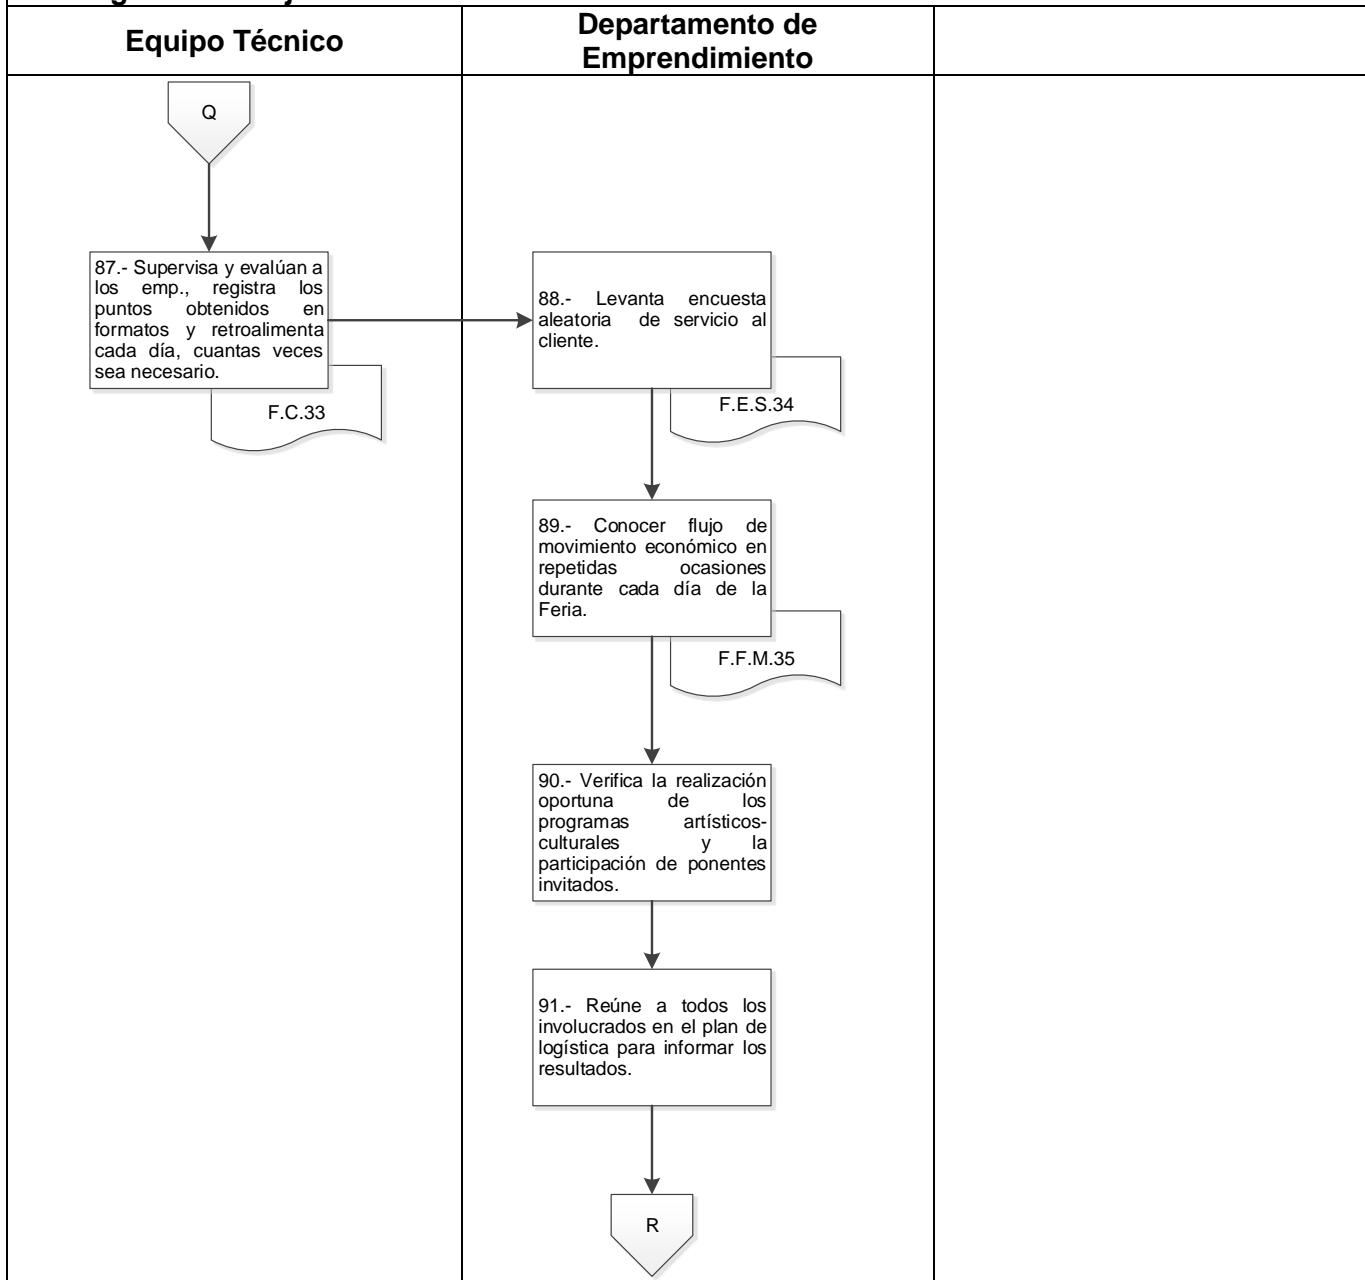 Equipo Técnico
Departamento de
Emprendimiento
Q
87.- Supervisa y evalúan a
los emp., registra los
puntos obtenidos en
formatos y retroalimenta
cada día, cuantas veces
sea necesario.
F.C.33
88.- Levanta encuesta
aleatoria de servicio al
cliente.
F.E.S.34
89.- Conocer flujo de
movimiento económico en
repetidas ocasiones
durante cada día de la
Feria.
F.F.M.35
90.- Verifica la realización
oportuna de los
programas artísticos-
culturales y la
participación de ponentes
invitados.
91.- Reúne a todos los
involucrados en el plan de
logística para informar los
resultados.
R